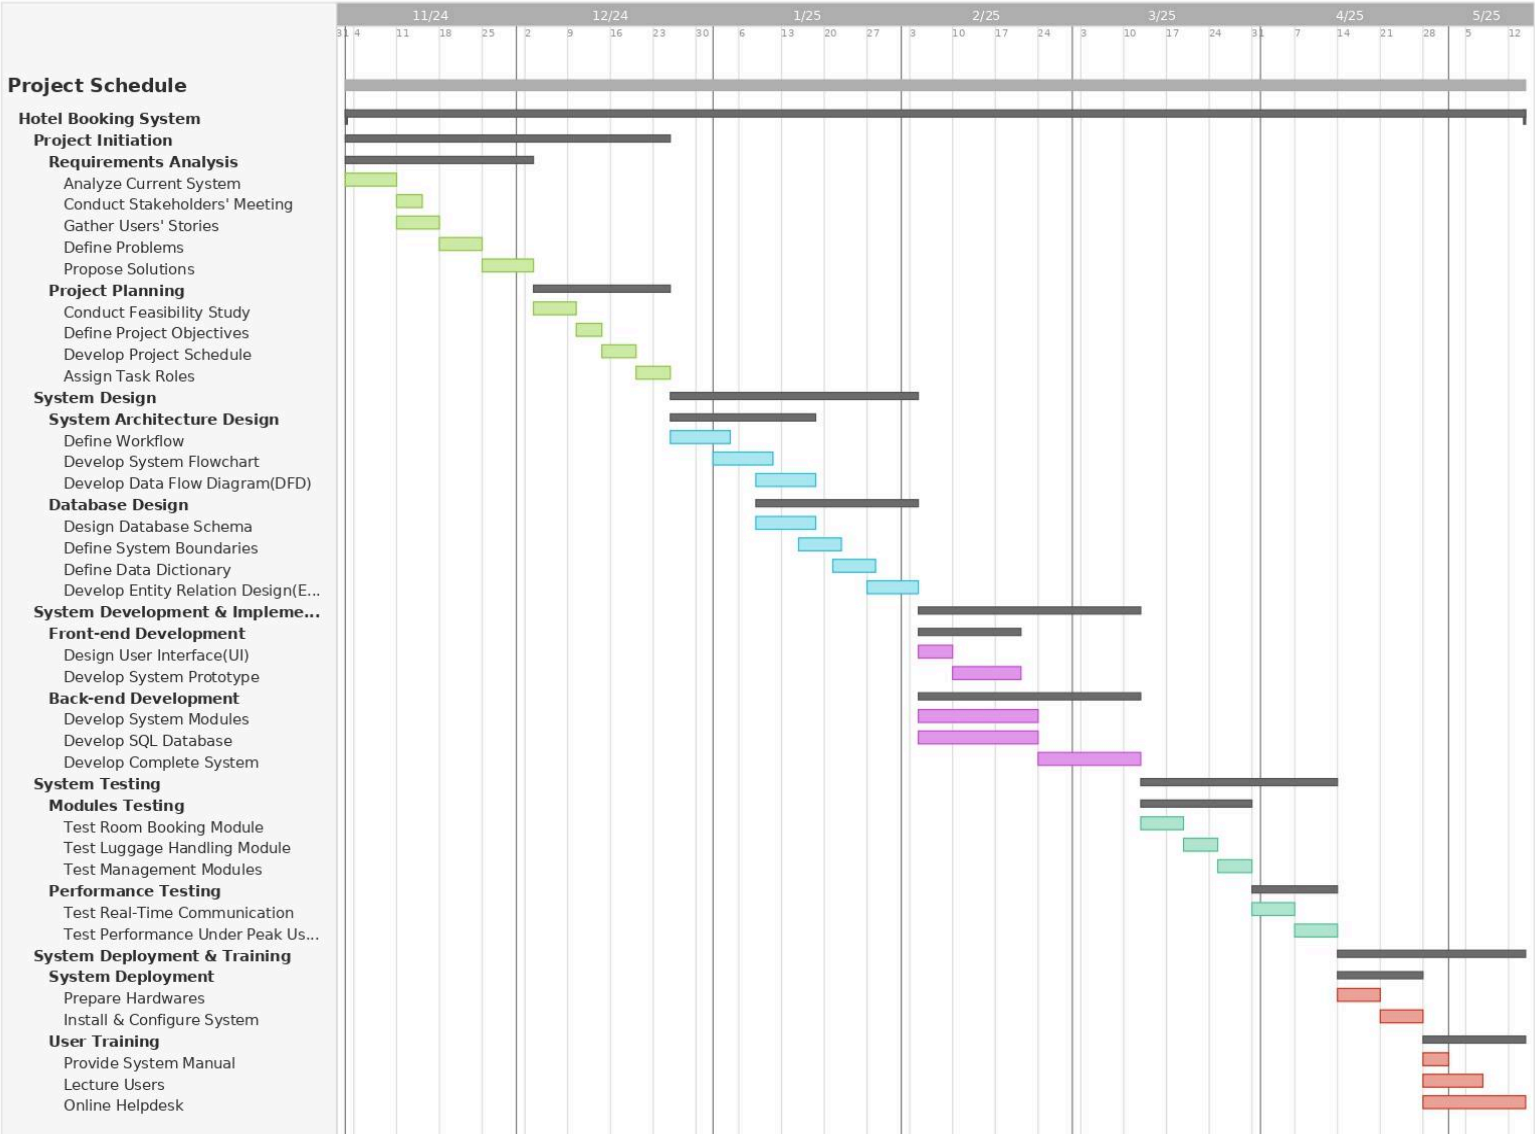 11/24 12/24 1/25 2/25 3/25 4/25 5/25
31 4 11 18 25 2 9 16 23 30 6 13 20 27 3 10 17 24 3 10 17 24 31 7 14 21 28 5 12
Project Schedule
Hotel Booking System
Project Initiation
Requirements Analysis
Analyze Current System
Conduct Stakeholders' Meeting
Gather Users' Stories
Define Problems
Propose Solutions
Project Planning
Conduct Feasibility Study
Define Project Objectives
Develop Project Schedule
Assign Task Roles
System Design
System Architecture Design
Define Workflow
Develop System Flowchart
Develop Data Flow Diagram(DFD)
Database Design
Design Database Schema
Define System Boundaries
Define Data Dictionary
Develop Entity Relation Design(E...
System Development & Impleme...
Front-end Development
Design User Interface(UI)
Develop System Prototype
Back-end Development
Develop System Modules
Develop SQL Database
Develop Complete System
System Testing
Modules Testing
Test Room Booking Module
Test Luggage Handling Module
Test Management Modules
Performance Testing
Test Real-Time Communication
Test Performance Under Peak Us...
System Deployment & Training
System Deployment
Prepare Hardwares
Install & Configure System
User Training
Provide System Manual
Lecture Users
Online Helpdesk